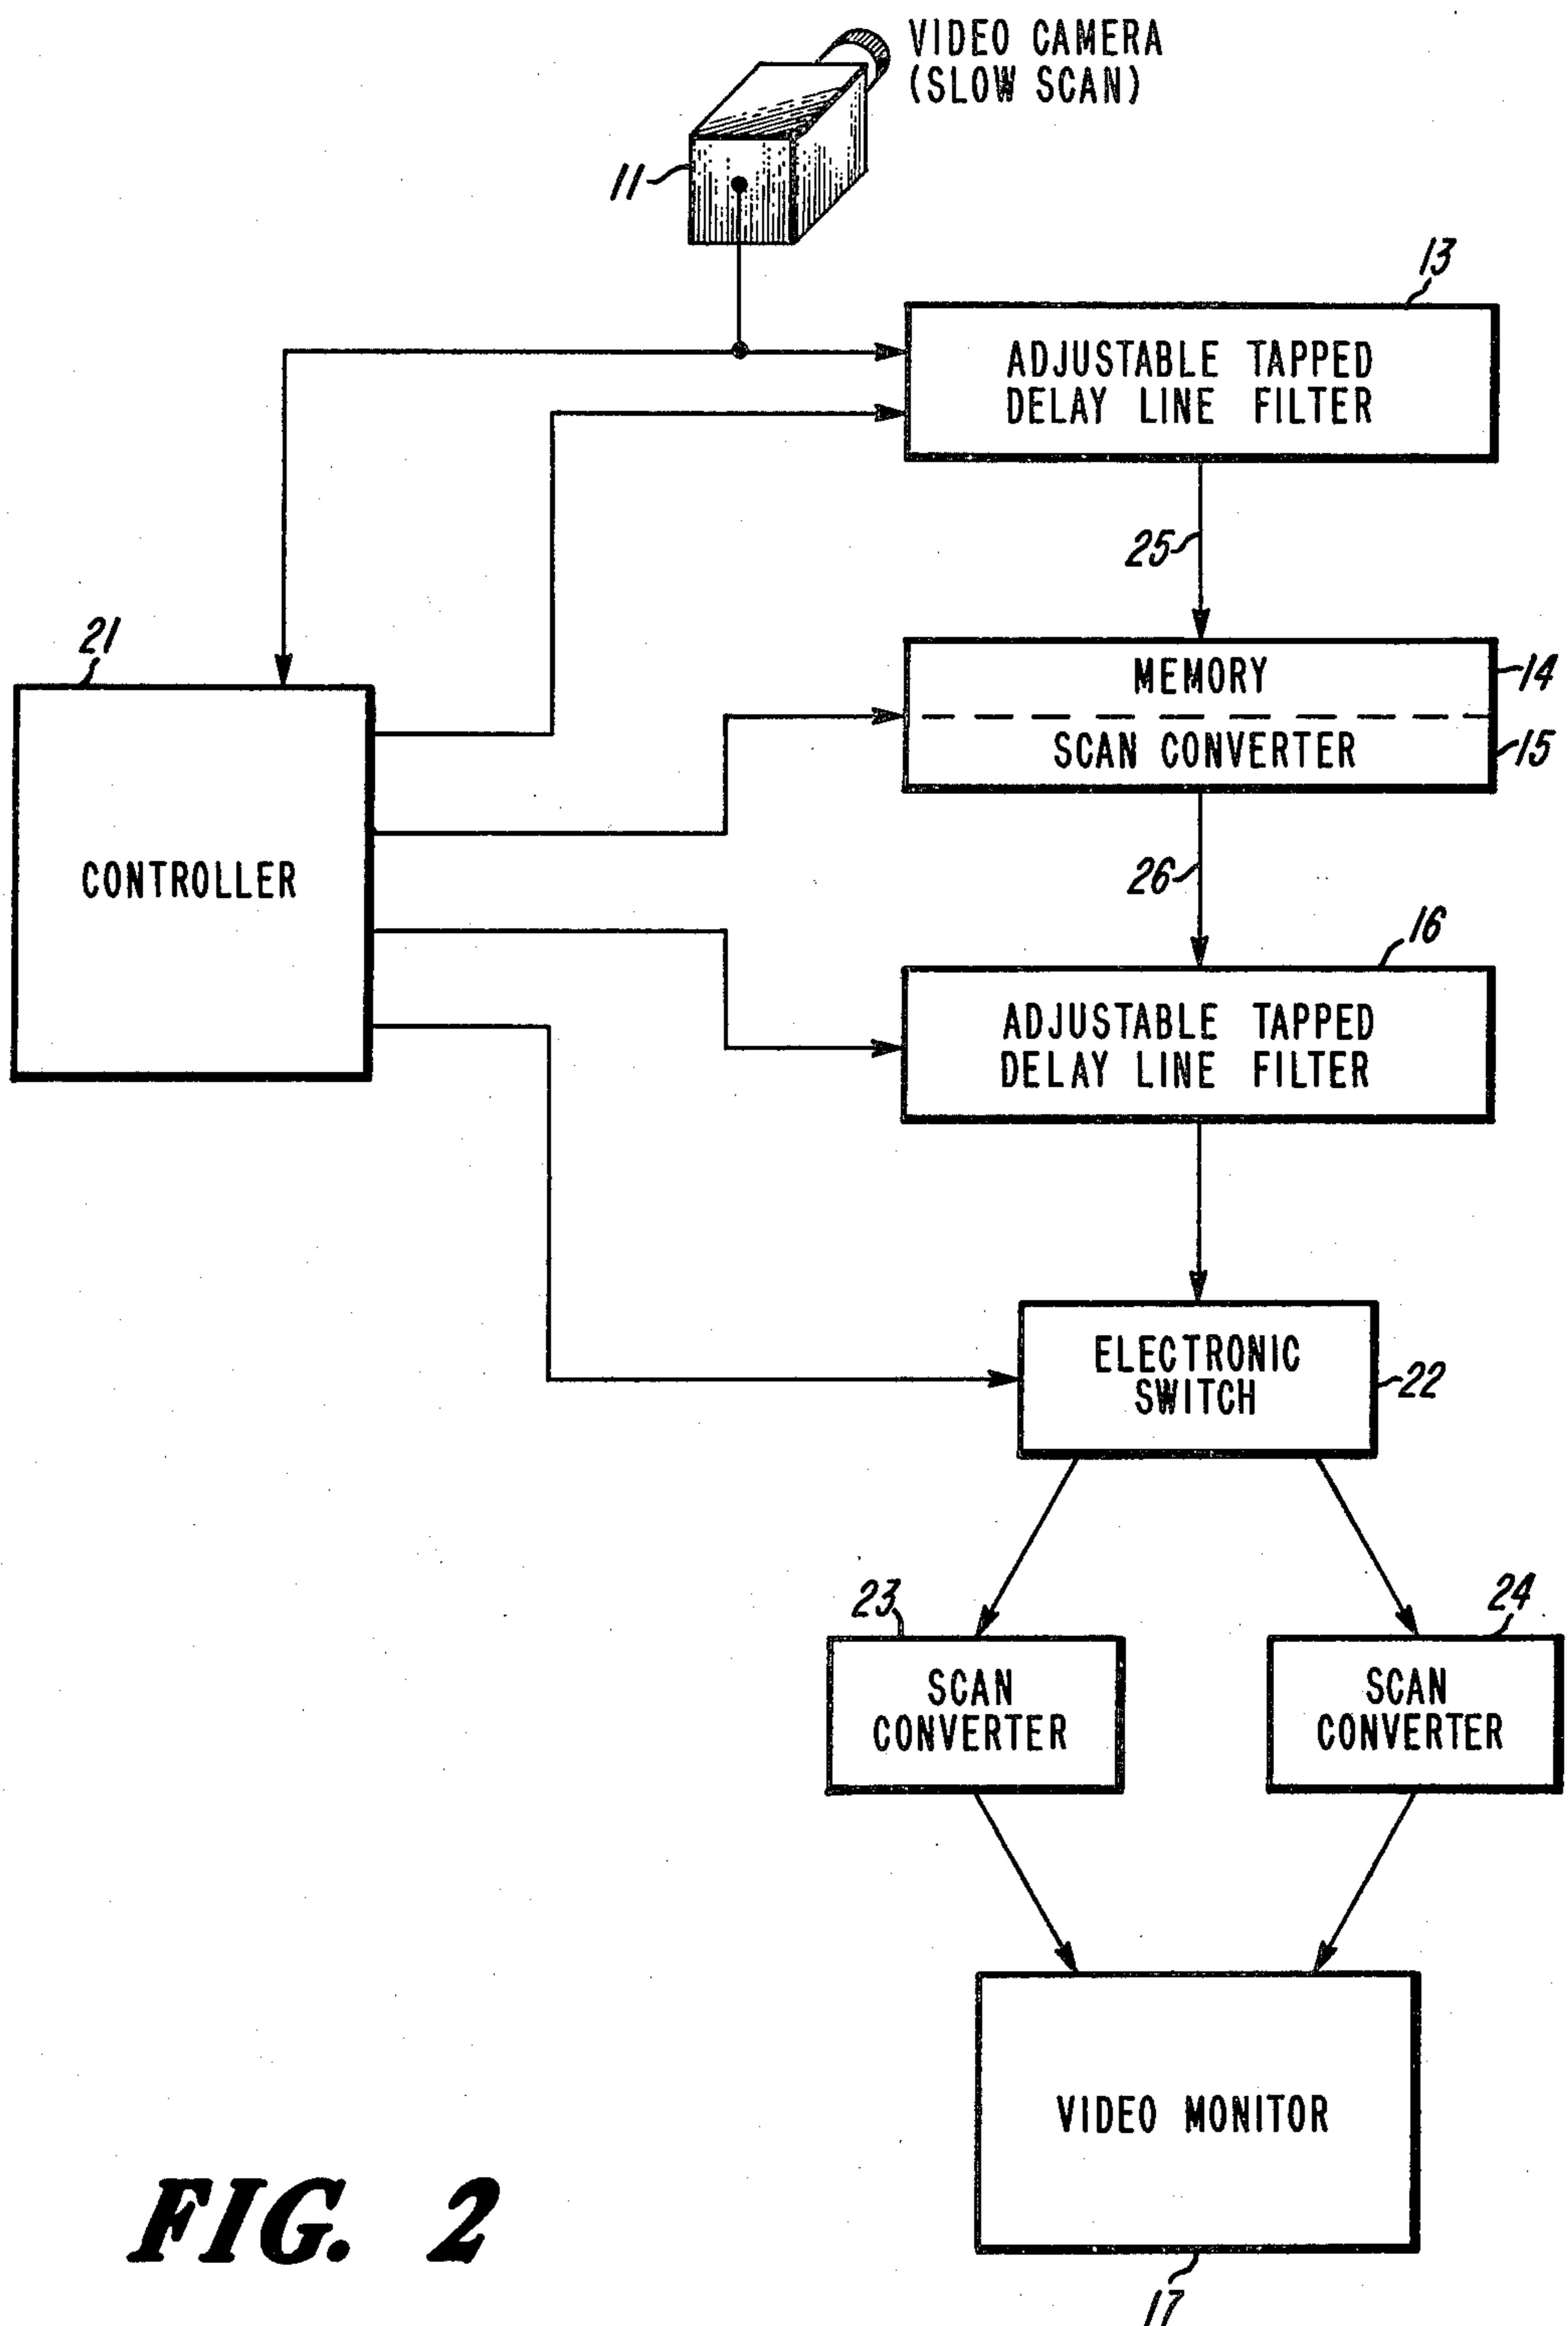 VIDEO CAMERA
(SLOW SCAN)
11
13
ADJUSTABLE TAPPED
DELAY LINE FILTER
25
21
MEMORY
14
SCAN CONVERTER
15
CONTROLLER
26
16
ADJUSTABLE TAPPED
DELAY LINE FILTER
ELECTRONIC
SWITCH
22
23
24
SCAN
CONVERTER
SCAN
CONVERTER
VIDEO MONITOR
FIG. 2
17